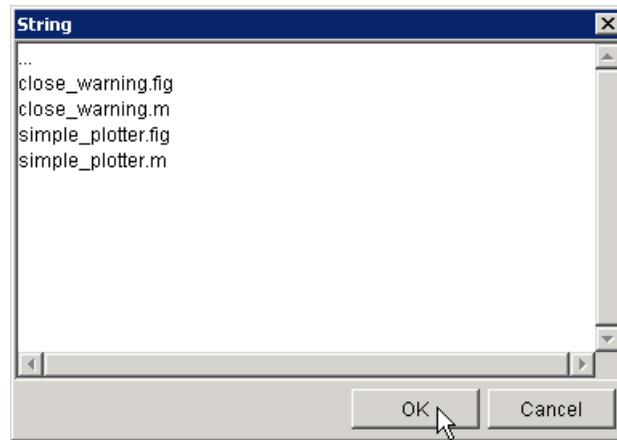 String
...
close_warning.fig
close_warning.m
simple_plotter.fig
simple_plotter.m
OK
Cancel